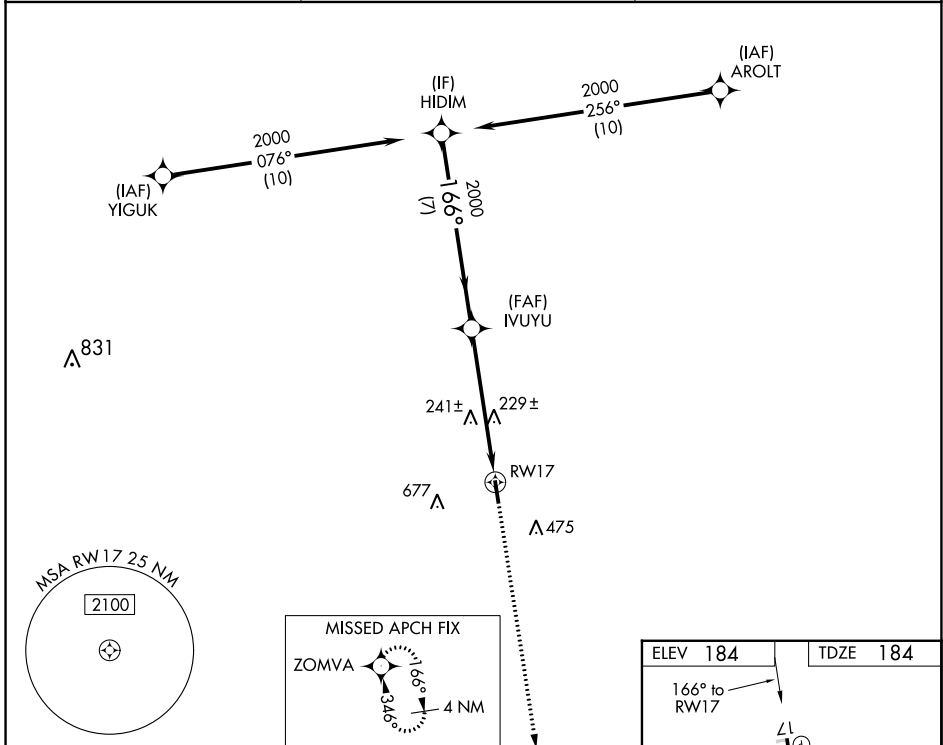 (IAF)
AROLT
(IF)
HIDIM
2000
256°
(10)
2000
076°
(10)
(IAF)
YIGUK
2000
166°
(7)
(FAF)
IVUYU
831
241±
229±
RW17
677
475
MSA RW17 25 NM
2100
MISSED APCH FIX
ZOMVA
166°
346°
4 NM
ELEV 184
TDZE 184
166° to
RW17
17